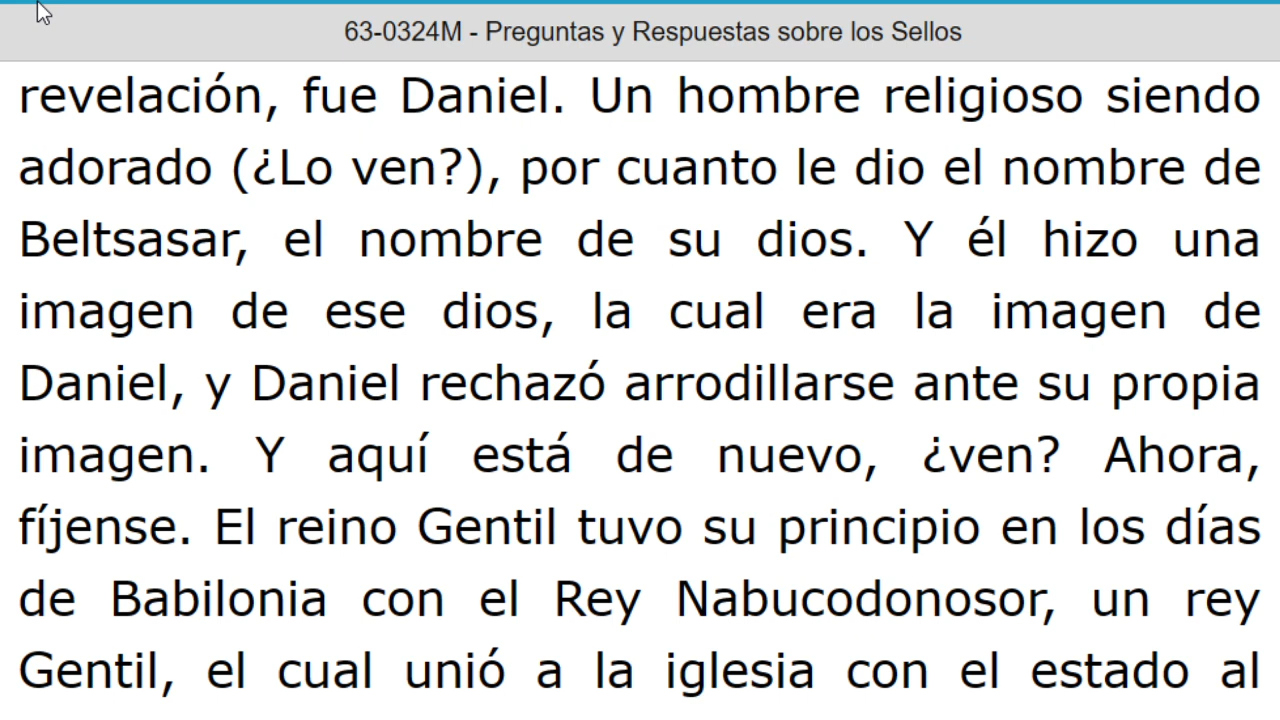 63-0324M - Preguntas y Respuestas sobre los Sellos
revelación, fue Daniel. Un hombre religioso siendo
adorado (¿Lo ven?), por cuanto le dio el nombre de
Beltsasar, el nombre de su dios. Y él hizo una
imagen de ese dios, la cual era la imagen de
Daniel, y Daniel rechazó arrodillarse ante su propia
imagen. Y aquí está de nuevo, ¿ven? Ahora,
fíjense. El reino Gentil tuvo su principio en los días
de Babilonia con el Rey Nabucodonosor, un rey
Gentil, el cual unió a la iglesia con el estado al